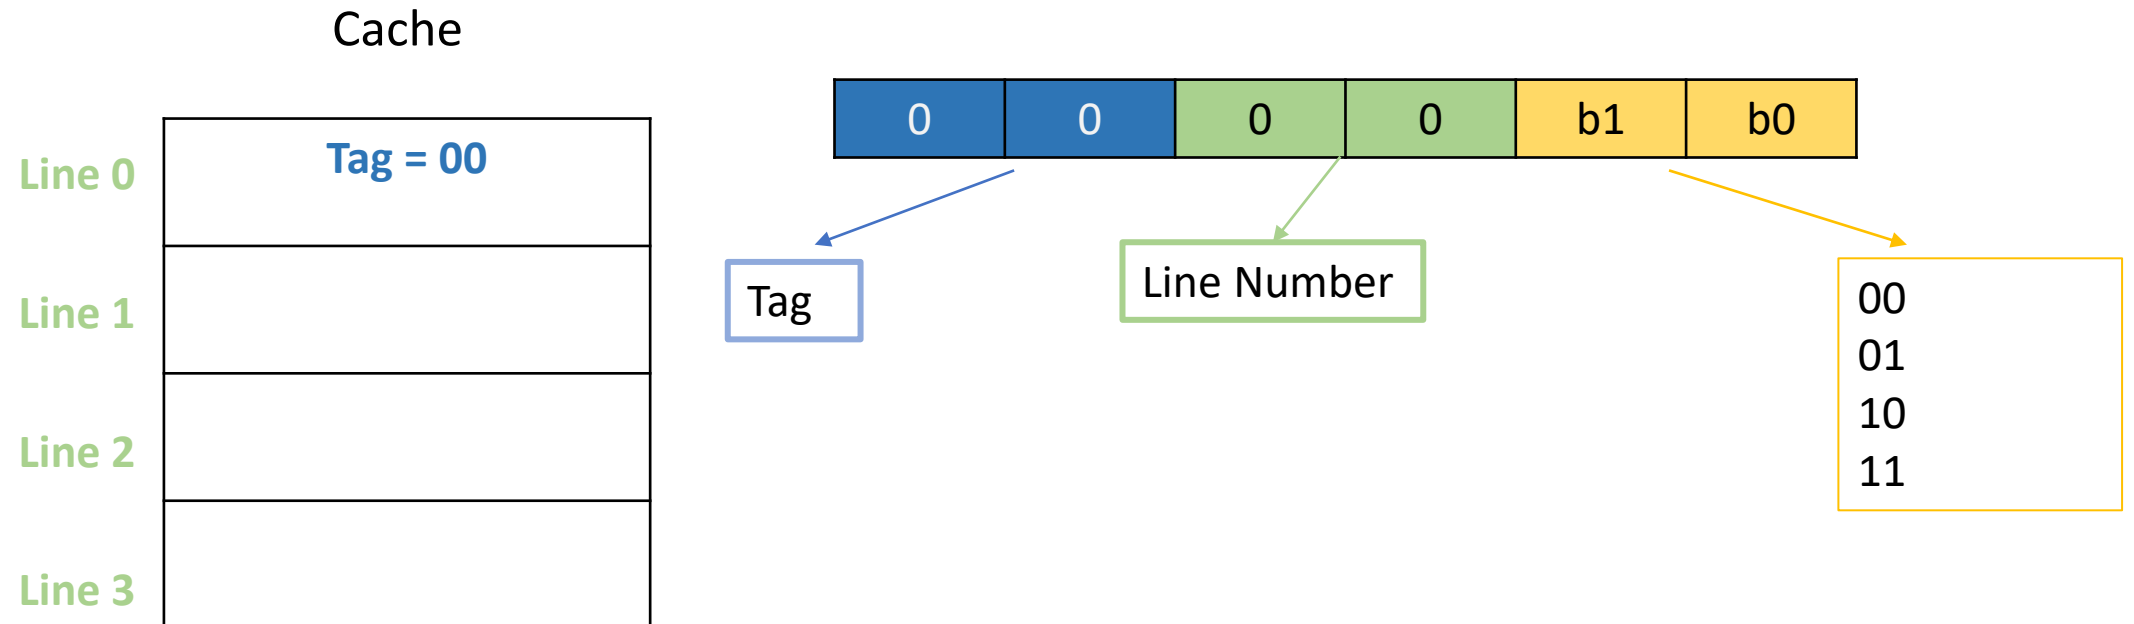 Cache
0 0 0 0 b1 b0
Line 0
Tag = 00
Line 1
Line 2
Line 3
Tag
Line Number
00
01
10
11